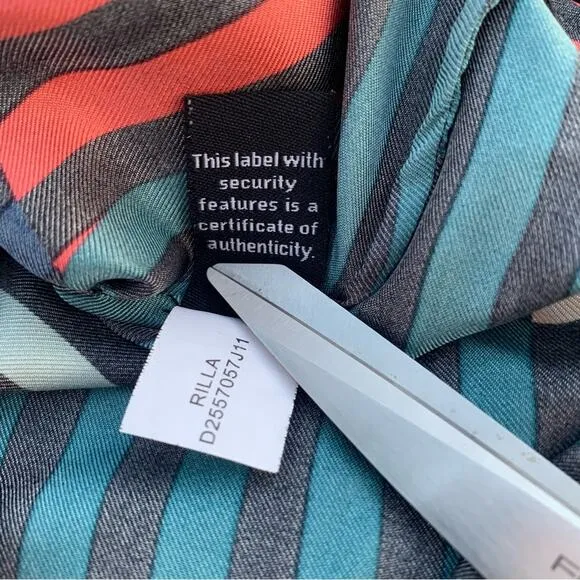 This label with
security
features is a
certificate of
authenticity.
RILLA
D2557057J11